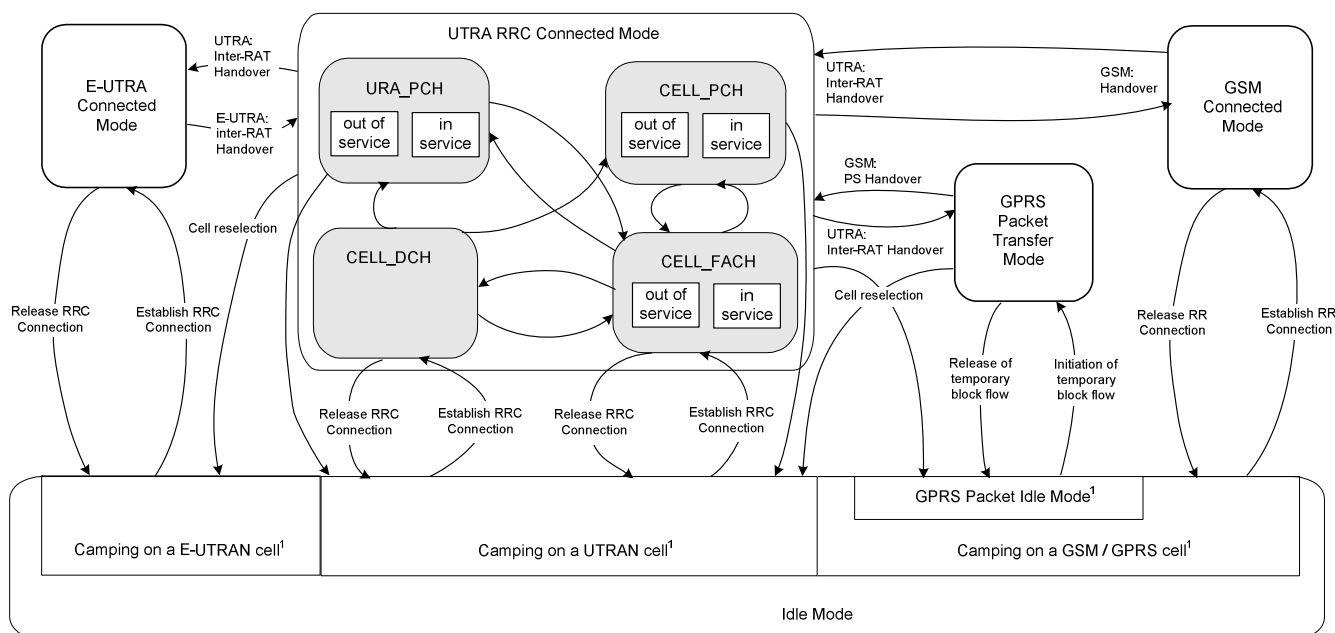 UTRA RRC Connected Mode
E-UTRA
Connected
Mode
UTRA:
Inter-RAT
Handover
E-UTRA:
inter-RAT
Handover
URA_PCH
out of
service
in
service
CELL_PCH
out of
service
in
service
UTRA:
Inter-RAT
Handover
GSM:
Handover
GSM
Connected
Mode
GSM:
PS Handover
GPRS
Packet
Transfer
Mode
UTRA:
Inter-RAT Handover
Cell reselection
CELL_DCH
CELL_FACH
out of
service
in
service
Cell reselection
Release RRC
Connection
Establish RRC
Connection
Release RR
Connection
Establish RR
Connection
Release of
temporary
block flow
Initiation of
temporary
block flow
Release RRC
Connection
Establish RRC
Connection
Release RRC
Connection
Establish RRC
Connection
GPRS Packet Idle Mode¹
Camping on a E-UTRAN cell¹
Camping on a UTRAN cell¹
Camping on a GSM / GPRS cell¹
Idle Mode